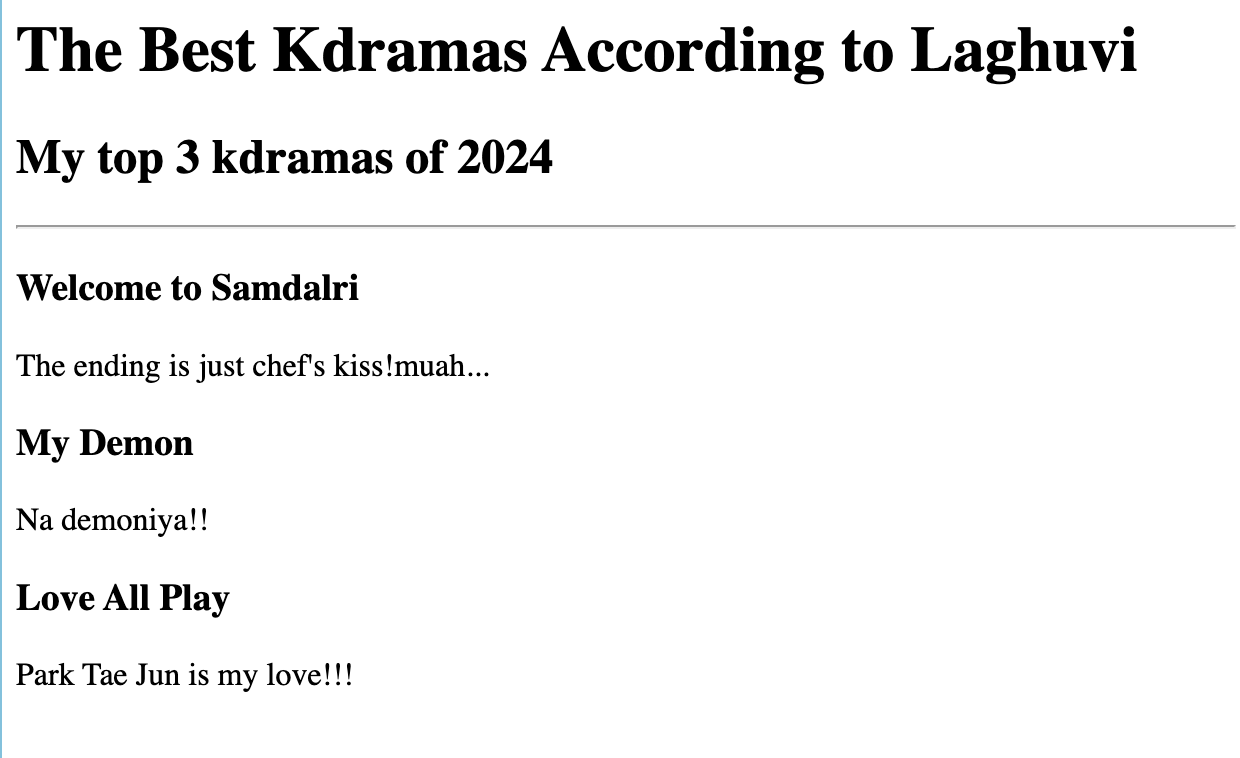 The Best Kdramas According to Laghuvi
My top 3 kdramas of 2024
Welcome to Samdalri
The ending is just chef's kiss!muah...
My Demon
Na demoniya!!
Love All Play
Park Tae Jun is my love!!!